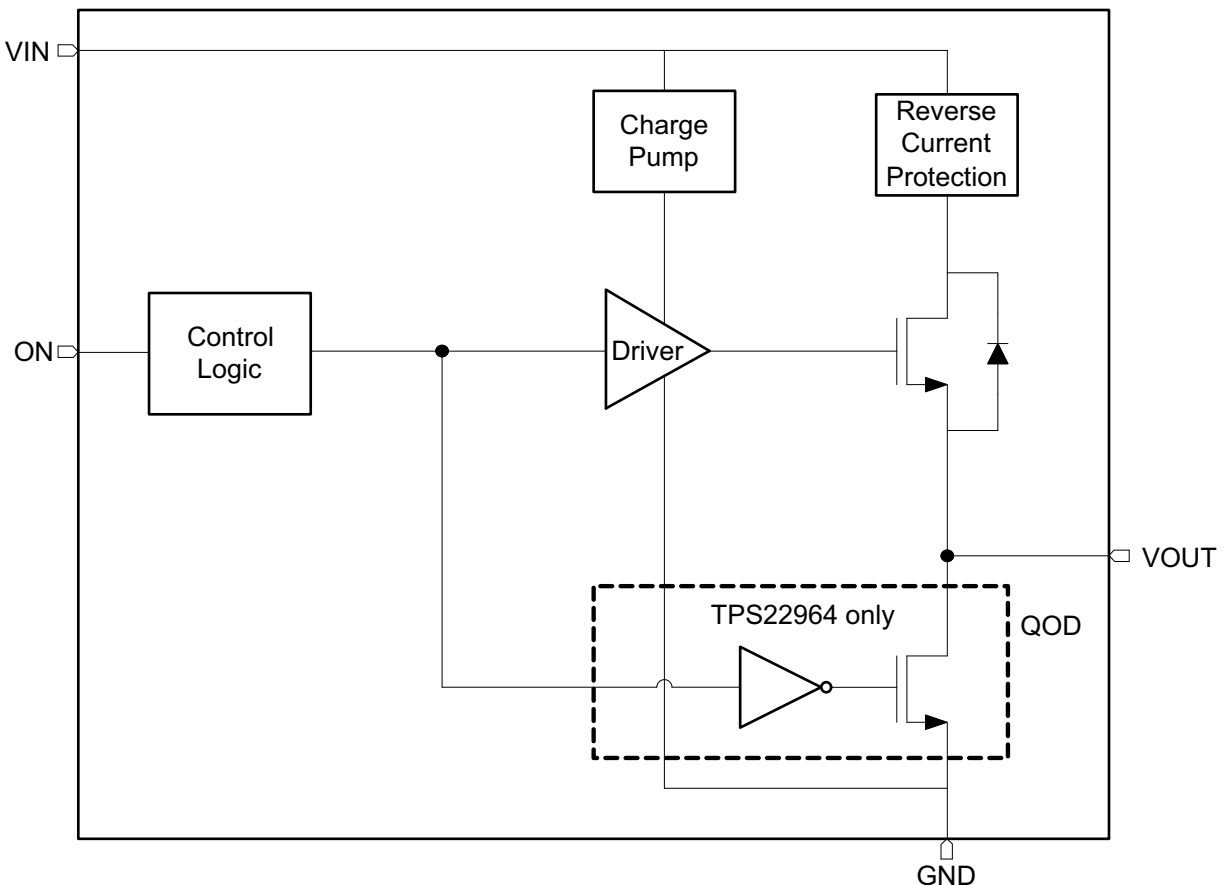 VIN
Charge
Pump
Reverse
Current
Protection
ON
Control
Logic
Driver
VOUT
TPS22964 only
QOD
GND